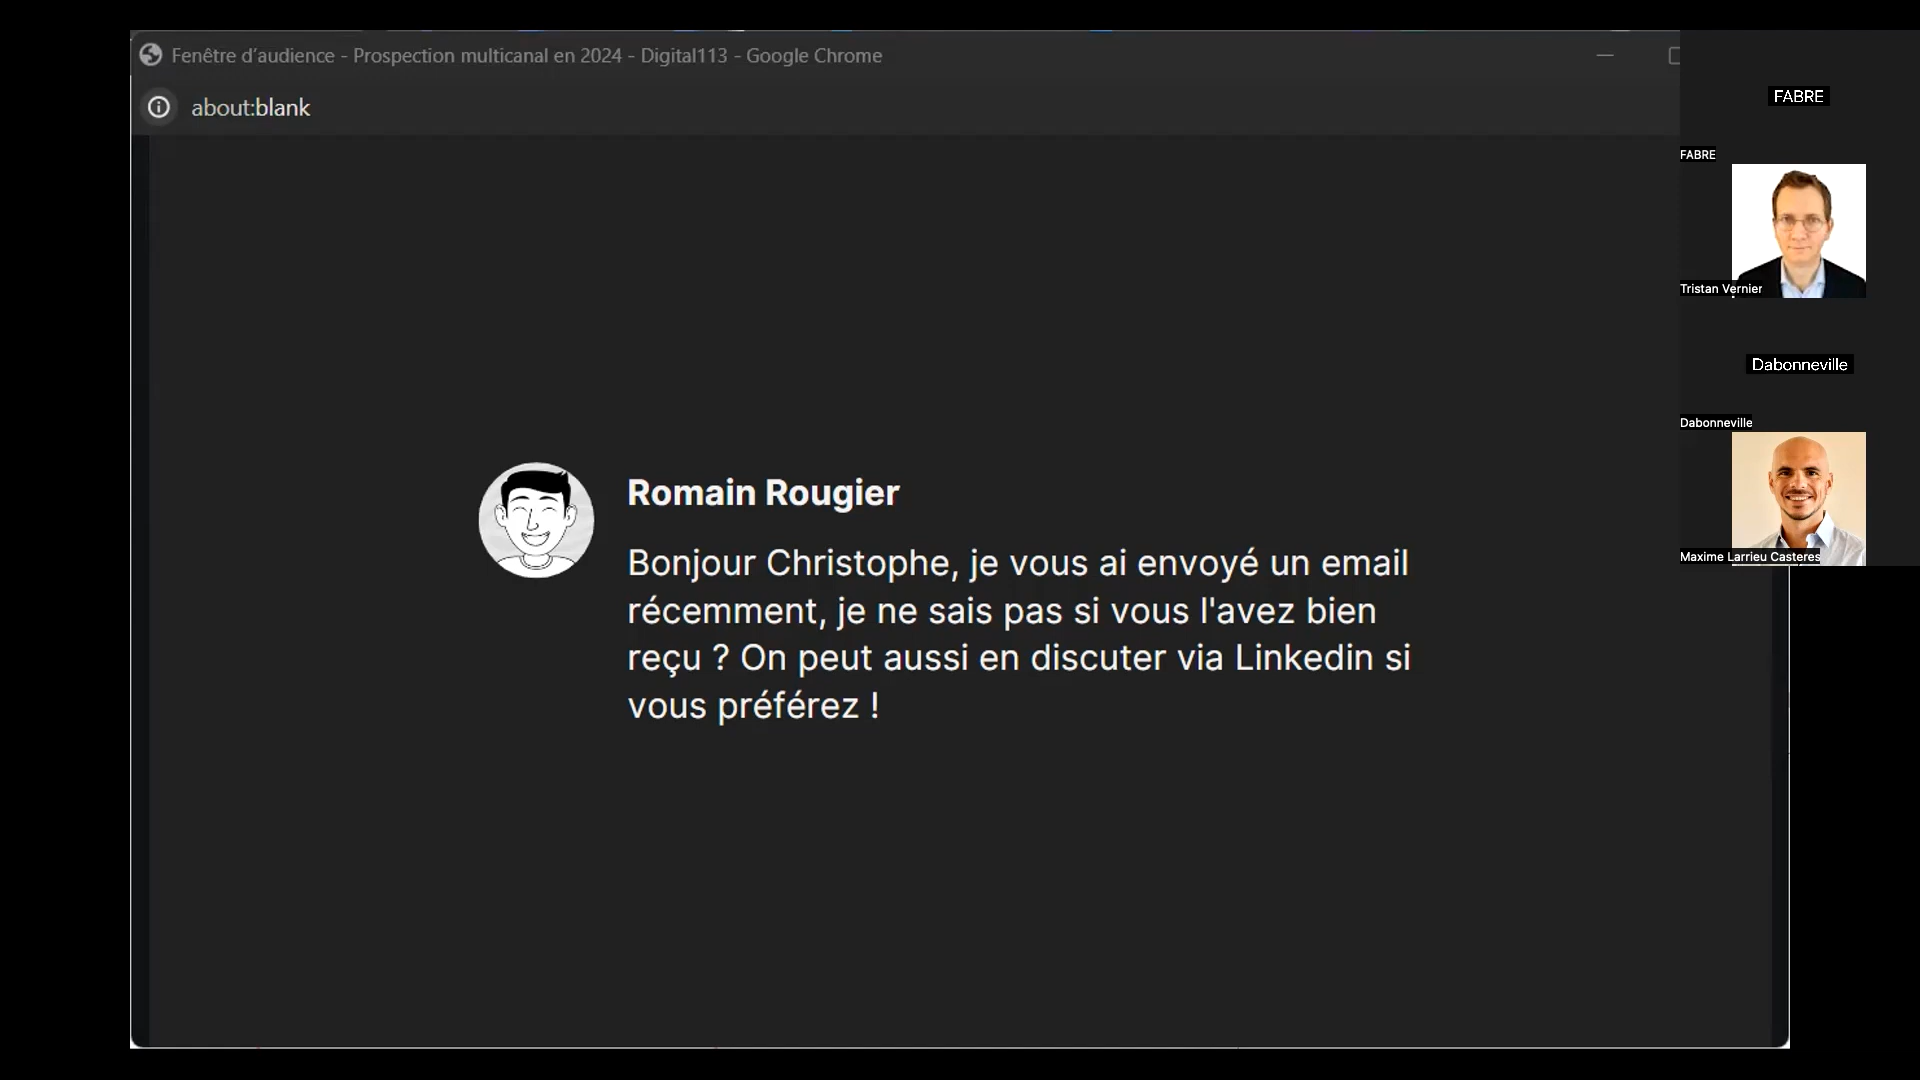 Fenêtre d’audience - Prospection multicanal en 2024 - Digital113 - Google Chrome
about:blank
Romain Rougier
Bonjour Christophe, je vous ai envoyé un email
récemment, je ne sais pas si vous l'avez bien
reçu ? On peut aussi en discuter via Linkedin si
vous préférez !
FABRE
FABRE
Tristan Vernier
Dabonneville
Dabonneville
Maxime Larrieu Casteres